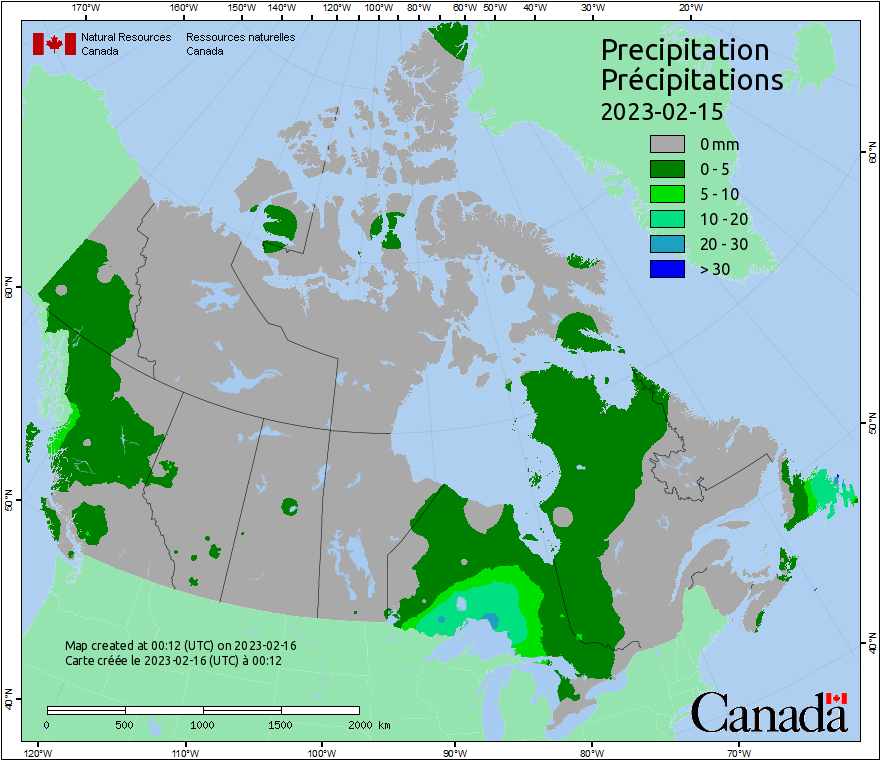 170°W 160°W 150°W 140°W 120°W 100°W 80°W 60°W 50°W 40°W 30°W 20°W
Natural Resources Ressources naturelles
Canada Canada
Precipitation
Précipitations
2023-02-15
0 mm
0 - 5
5 - 10
10 - 20
20 - 30
> 30
60°N
60°N
50°N
50°N
40°N
40°N
Map created at 00:12 (UTC) on 2023-02-16
Carte créée le 2023-02-16 (UTC) à 00:12
0 500 1000 1500 2000 km
Canada
120°W 110°W 100°W 90°W 80°W 70°W